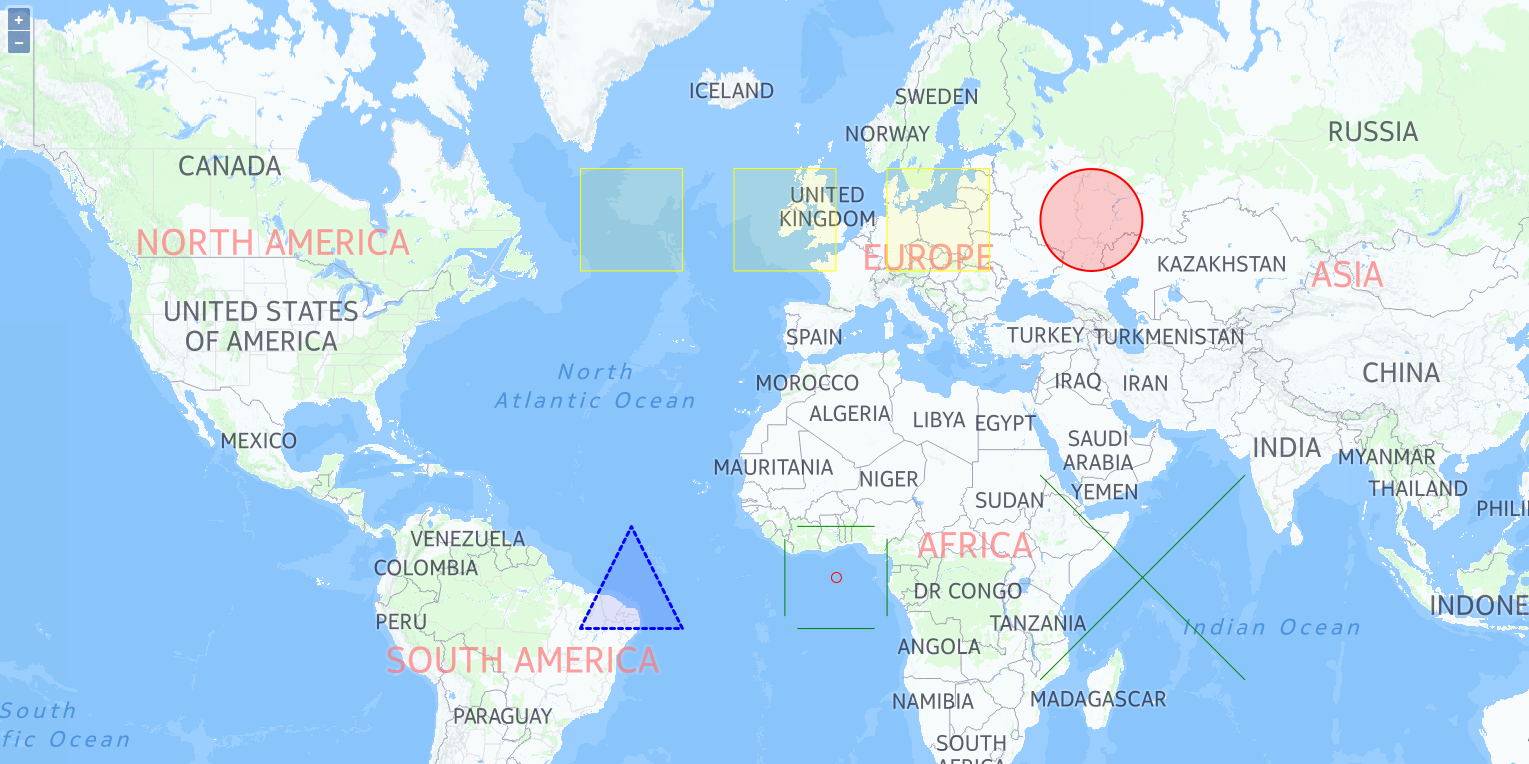 +
−
ICELAND
SWEDEN
NORWAY
RUSSIA
CANADA
UNITED
KINGDOM
NORTH AMERICA
EUROPE
KAZAKHSTAN
ASIA
UNITED STATES
OF AMERICA
SPAIN
TURKEY
TURKMENISTAN
North
Atlantic Ocean
MOROCCO
IRAQ
IRAN
CHINA
ALGERIA
LIBYA
EGYPT
MEXICO
SAUDI
ARABIA
INDIA
MYANMAR
MAURITANIA
NIGER
YEMEN
THAILAND
SUDAN
PHILI
VENEZUELA
AFRICA
COLOMBIA
DR CONGO
INDONE
PERU
TANZANIA
Indian Ocean
ANGOLA
SOUTH AMERICA
NAMIBIA
MADAGASCAR
South
fic Ocean
PARAGUAY
SOUTH
AFRICA